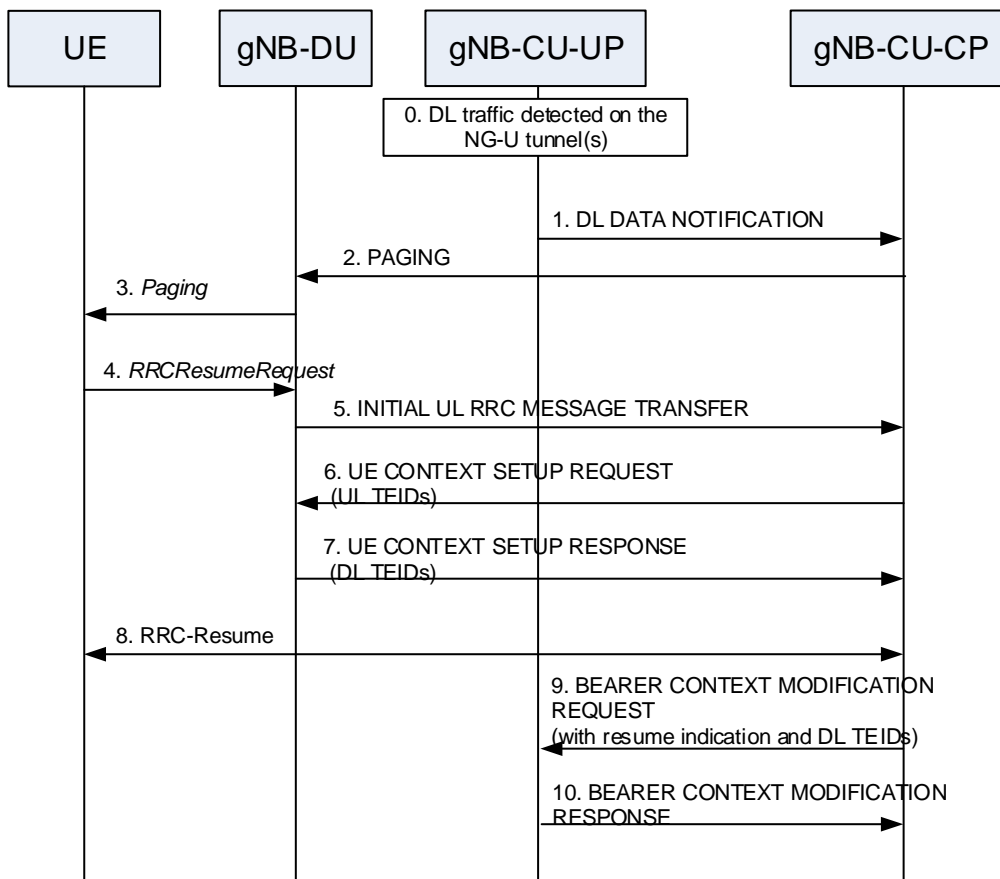 UE
gNB-DU
gNB-CU-UP
gNB-CU-CP
0. DL traffic detected on the
NG-U tunnel(s)
1. DL DATA NOTIFICATION
2. PAGING
3. Paging
4. RRCResumeRequest
5. INITIAL UL RRC MESSAGE TRANSFER
6. UE CONTEXT SETUP REQUEST
(UL TEIDs)
7. UE CONTEXT SETUP RESPONSE
(DL TEIDs)
8. RRC-Resume
9. BEARER CONTEXT MODIFICATION
REQUEST
(with resume indication and DL TEIDs)
10. BEARER CONTEXT MODIFICATION
RESPONSE